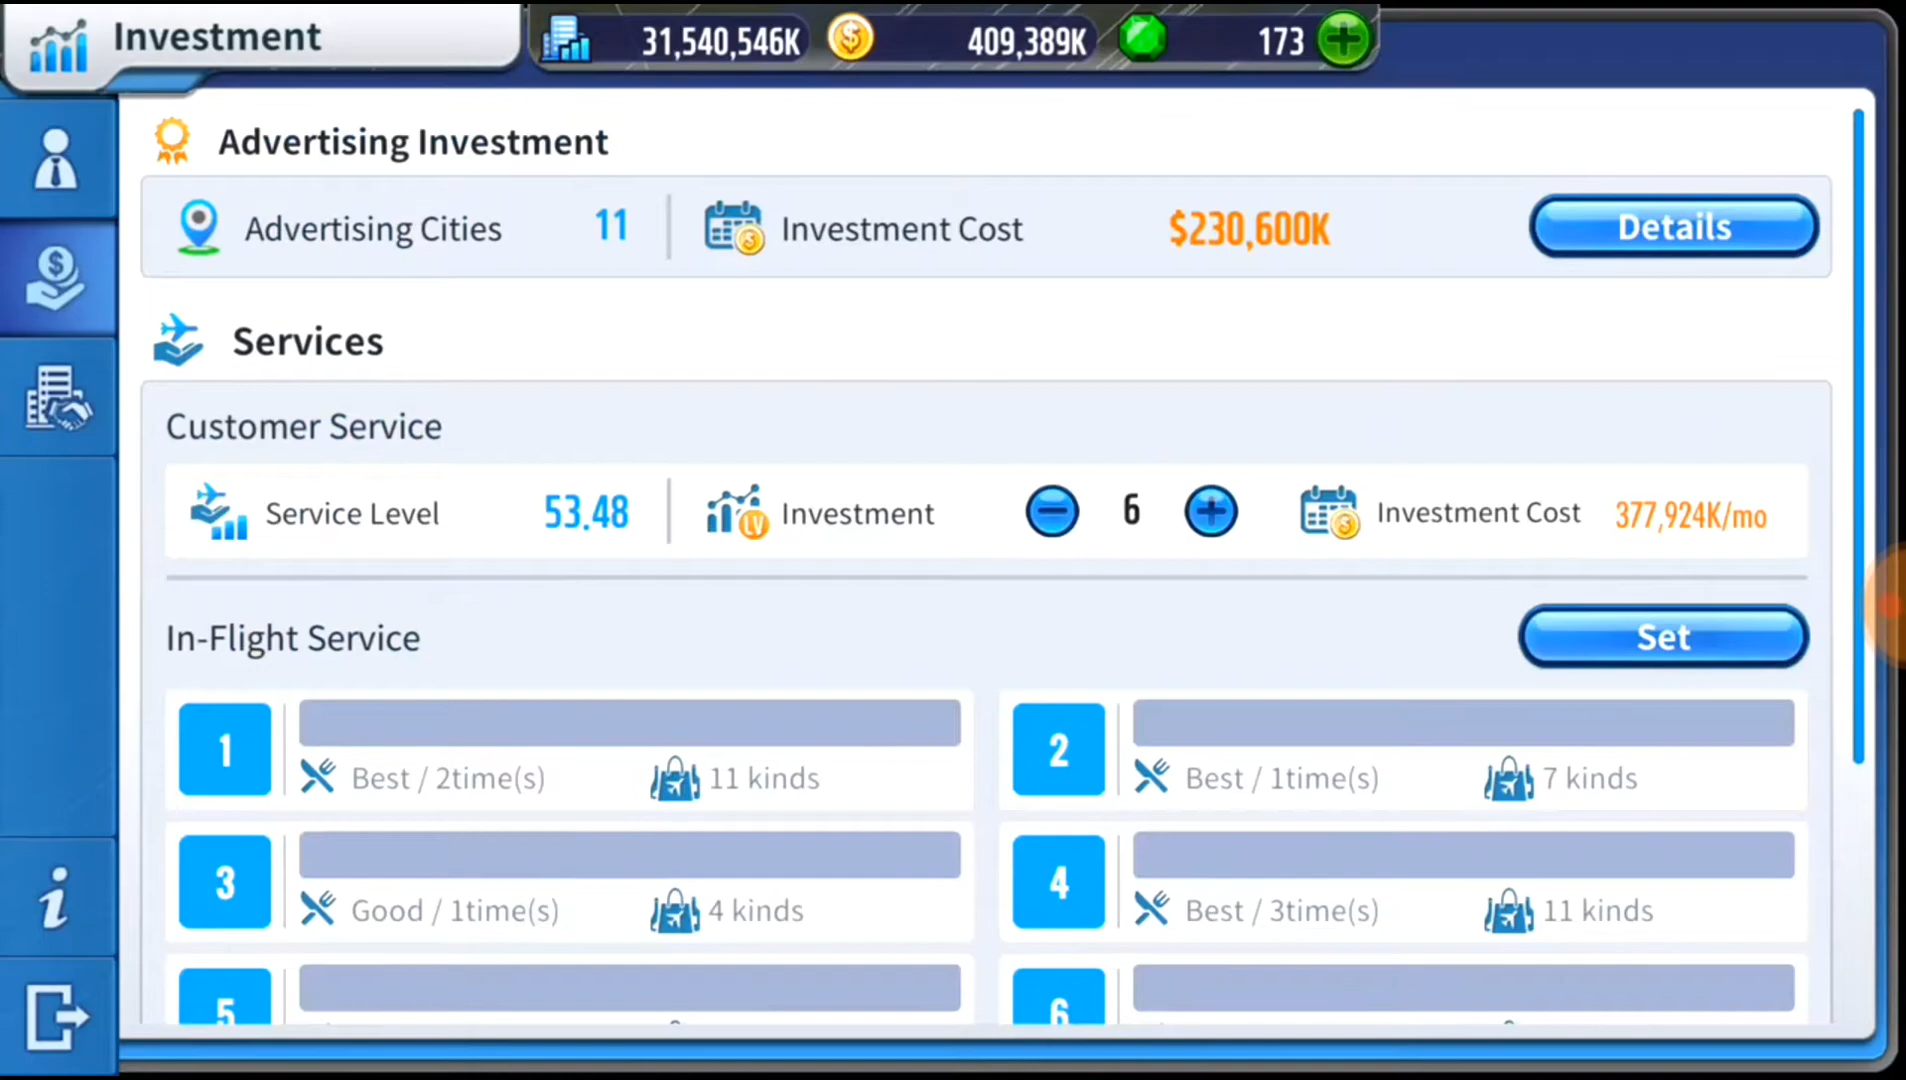 Investment
31,540,546K
409,389K
173
Advertising Investment
Advertising Cities 11
Investment Cost $230,600K
Details
Services
Customer Service
Service Level 53.48
Investment 6
Investment Cost 377,924K/mo
In-Flight Service
Set
1
Best / 2time(s)
11 kinds
2
Best / 1time(s)
7 kinds
3
Good / 1time(s)
4 kinds
4
Best / 3time(s)
11 kinds
5
6